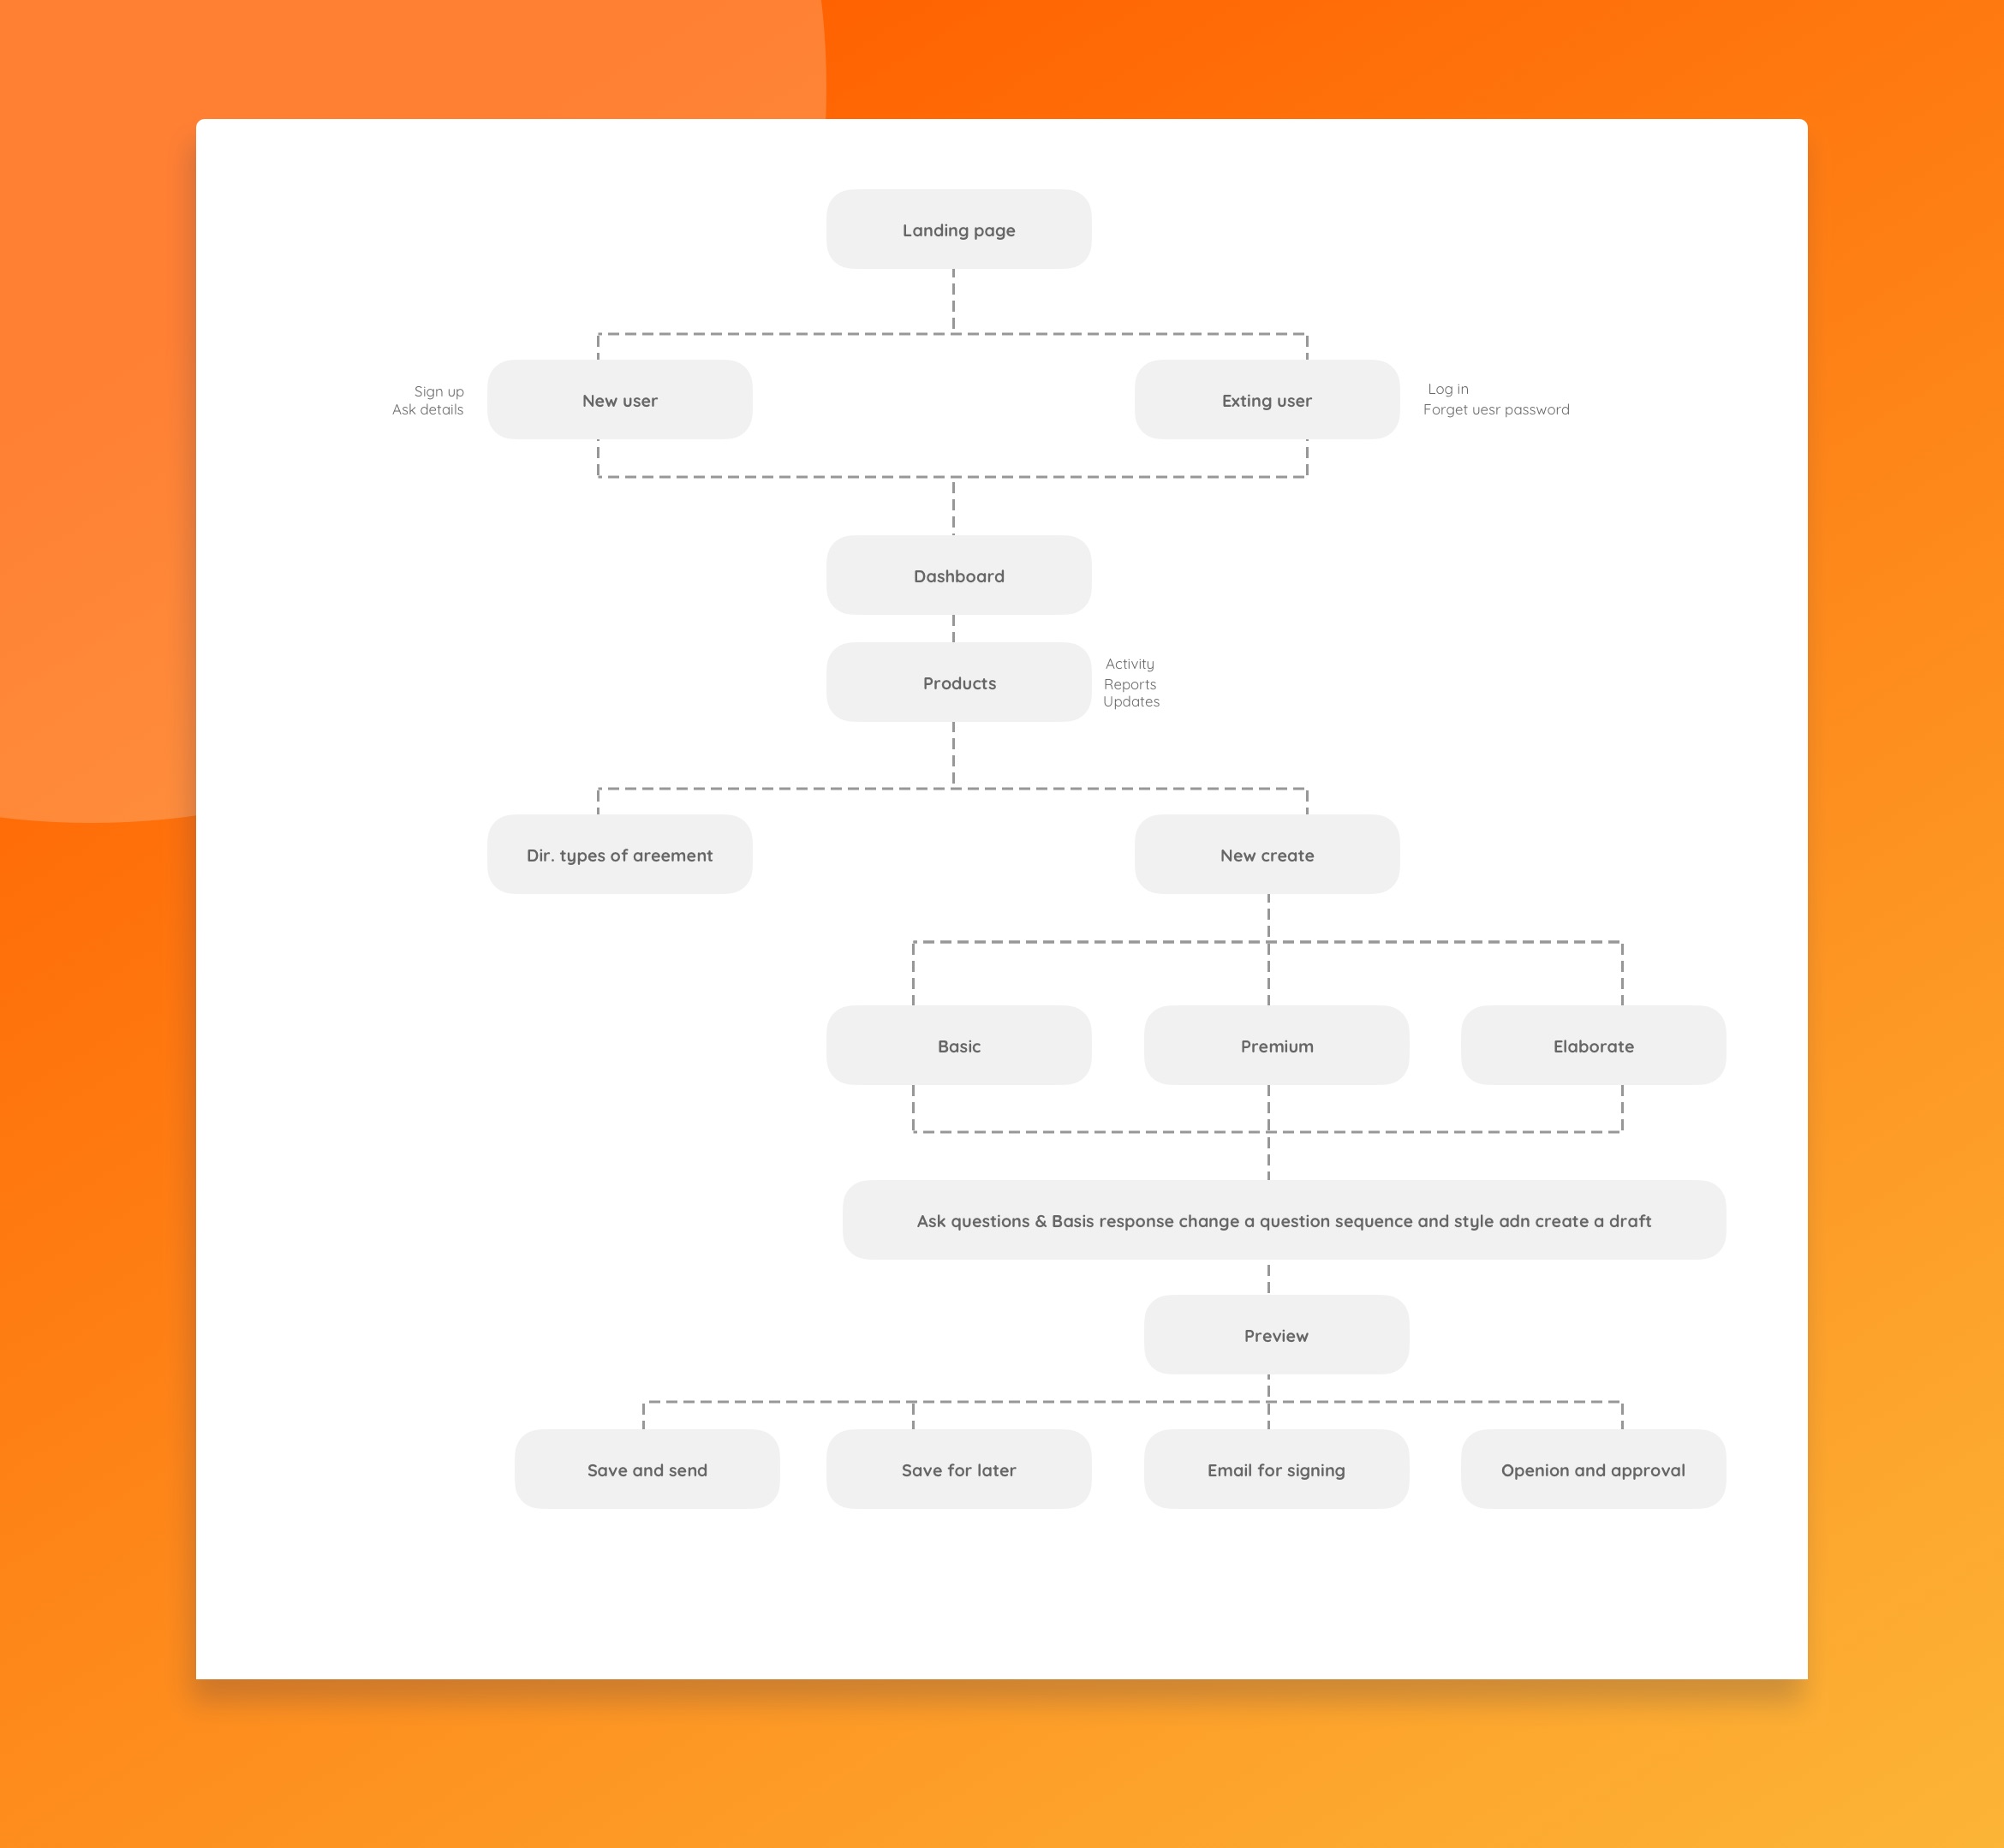 Landing page
Sign up
Ask details
New user
Exting user
Log in
Forget uesr password
Dashboard
Products
Activity
Reports
Updates
Dir. types of areement
New create
Basic
Premium
Elaborate
Ask questions & Basis response change a question sequence and style adn create a draft
Preview
Save and send
Save for later
Email for signing
Openion and approval